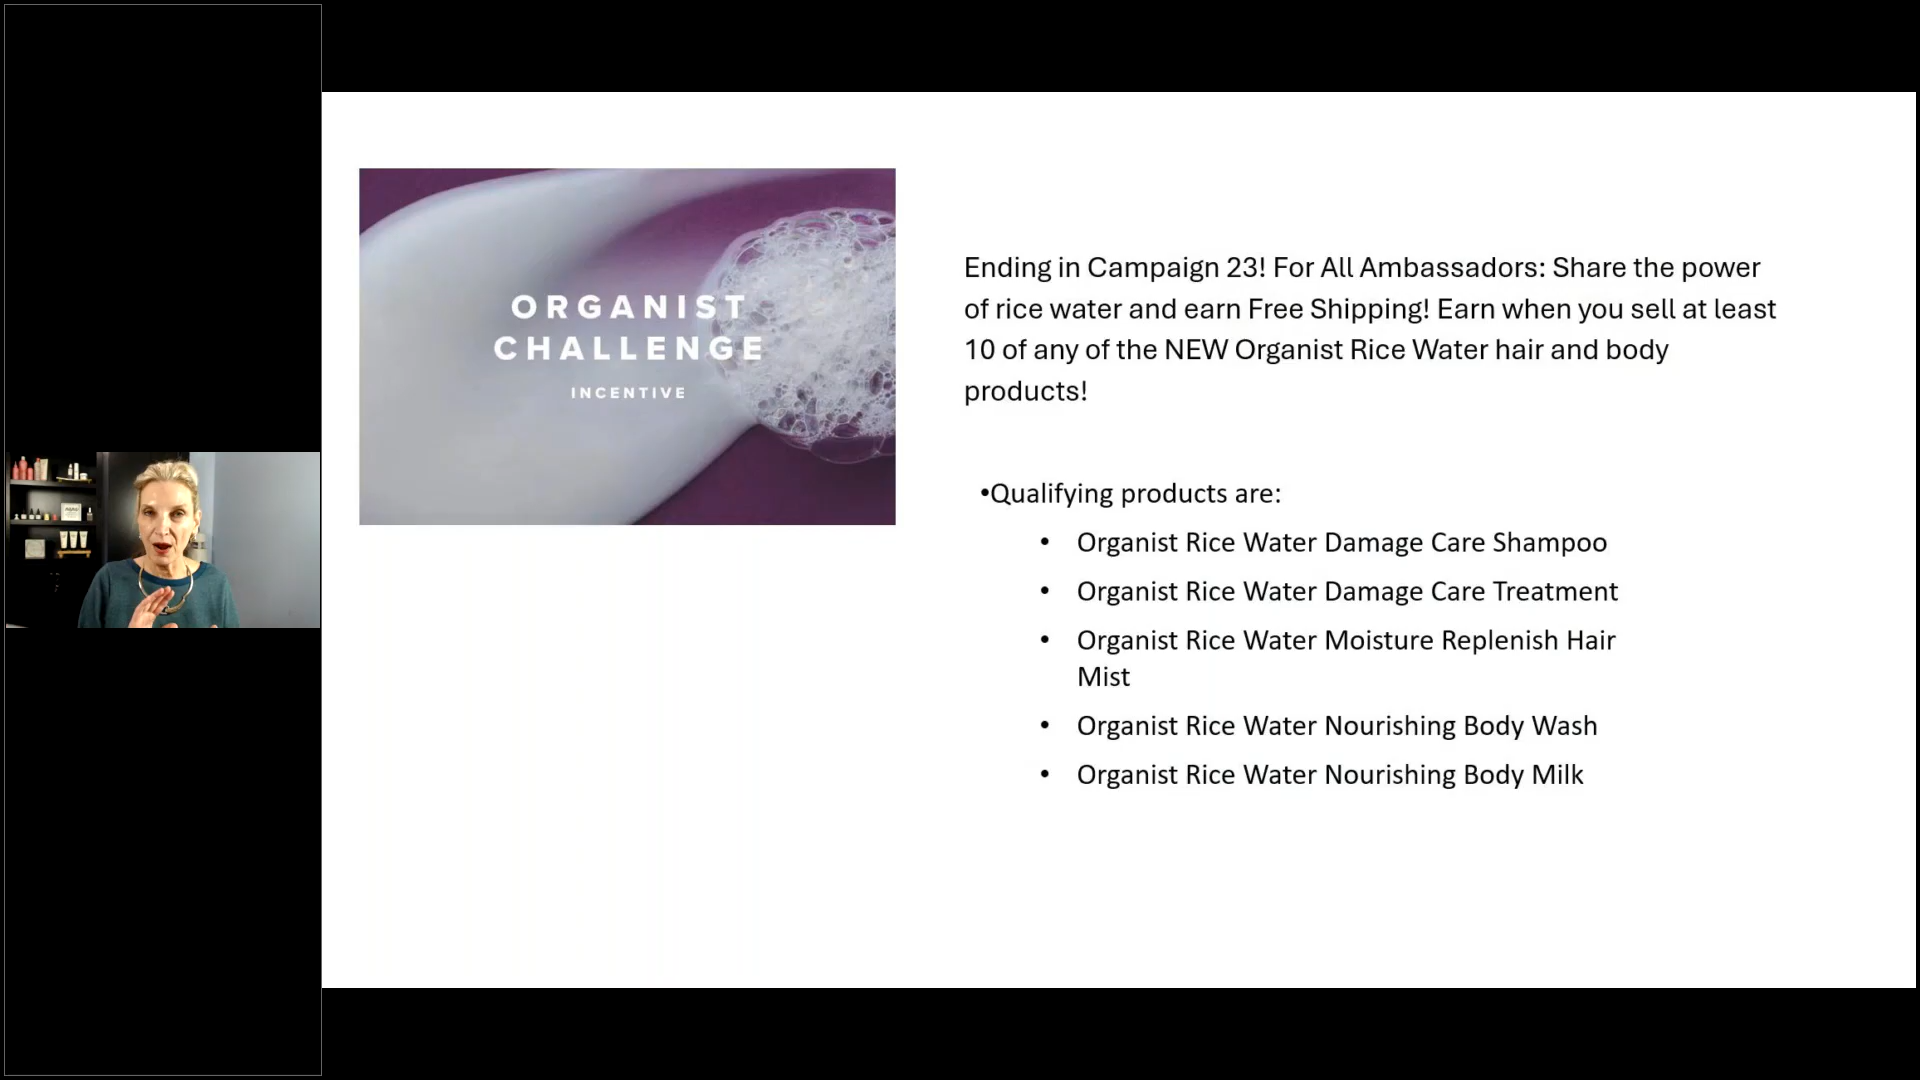 ORGANIST
CHALLENGE
INCENTIVE
Ending in Campaign 23! For All Ambassadors: Share the power
of rice water and earn Free Shipping! Earn when you sell at least
10 of any of the NEW Organist Rice Water hair and body
products!
•Qualifying products are:
• Organist Rice Water Damage Care Shampoo
• Organist Rice Water Damage Care Treatment
• Organist Rice Water Moisture Replenish Hair
Mist
• Organist Rice Water Nourishing Body Wash
• Organist Rice Water Nourishing Body Milk